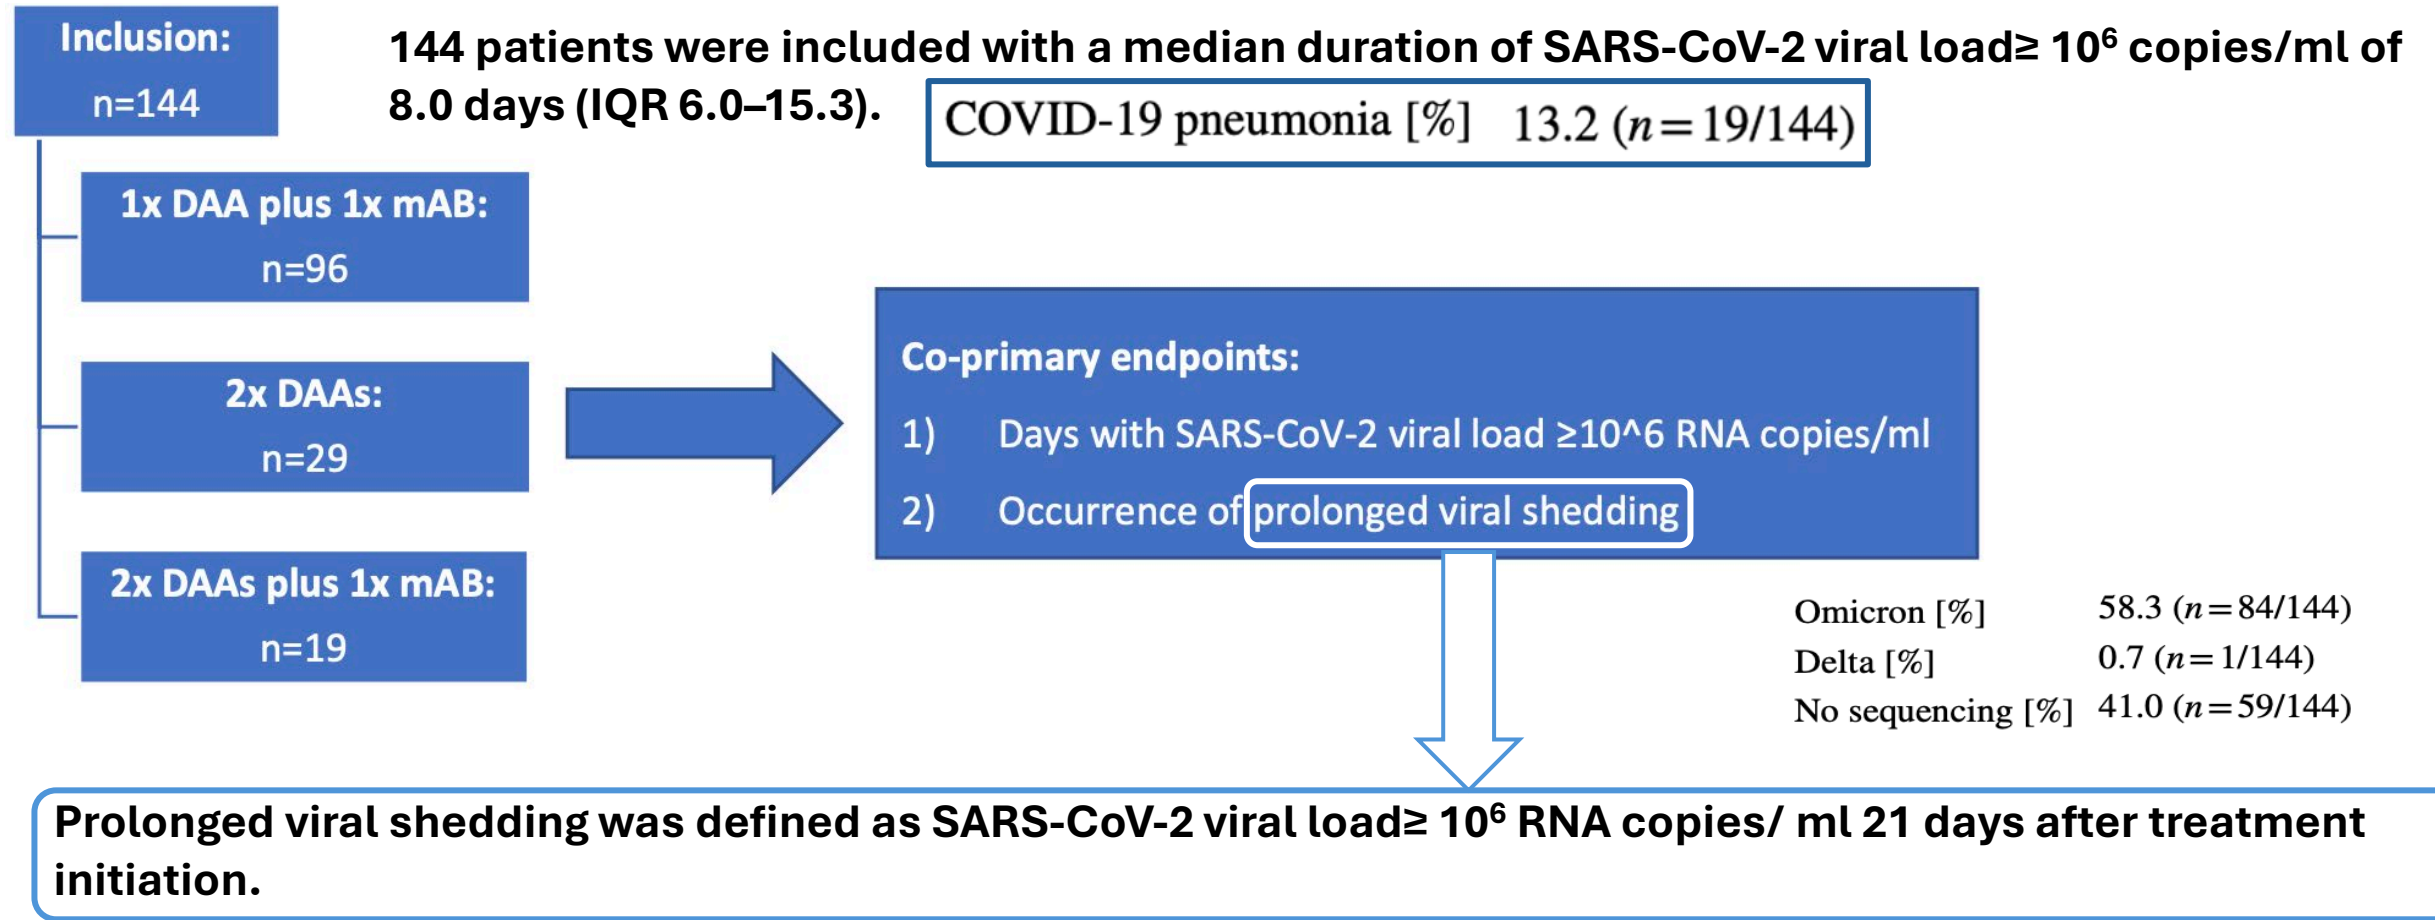 Inclusion:
n=144
144 patients were included with a median duration of SARS-CoV-2 viral load≥ 10⁶ copies/ml of
8.0 days (IQR 6.0–15.3).
COVID-19 pneumonia [%] 13.2 (n=19/144)
1x DAA plus 1x mAB:
n=96
2x DAAs:
n=29
2x DAAs plus 1x mAB:
n=19
Co-primary endpoints:
1) Days with SARS-CoV-2 viral load ≥10^6 RNA copies/ml
2) Occurrence of prolonged viral shedding
Omicron [%] 58.3 (n=84/144)
Delta [%] 0.7 (n=1/144)
No sequencing [%] 41.0 (n=59/144)
Prolonged viral shedding was defined as SARS-CoV-2 viral load≥ 10⁶ RNA copies/ ml 21 days after treatment
initiation.